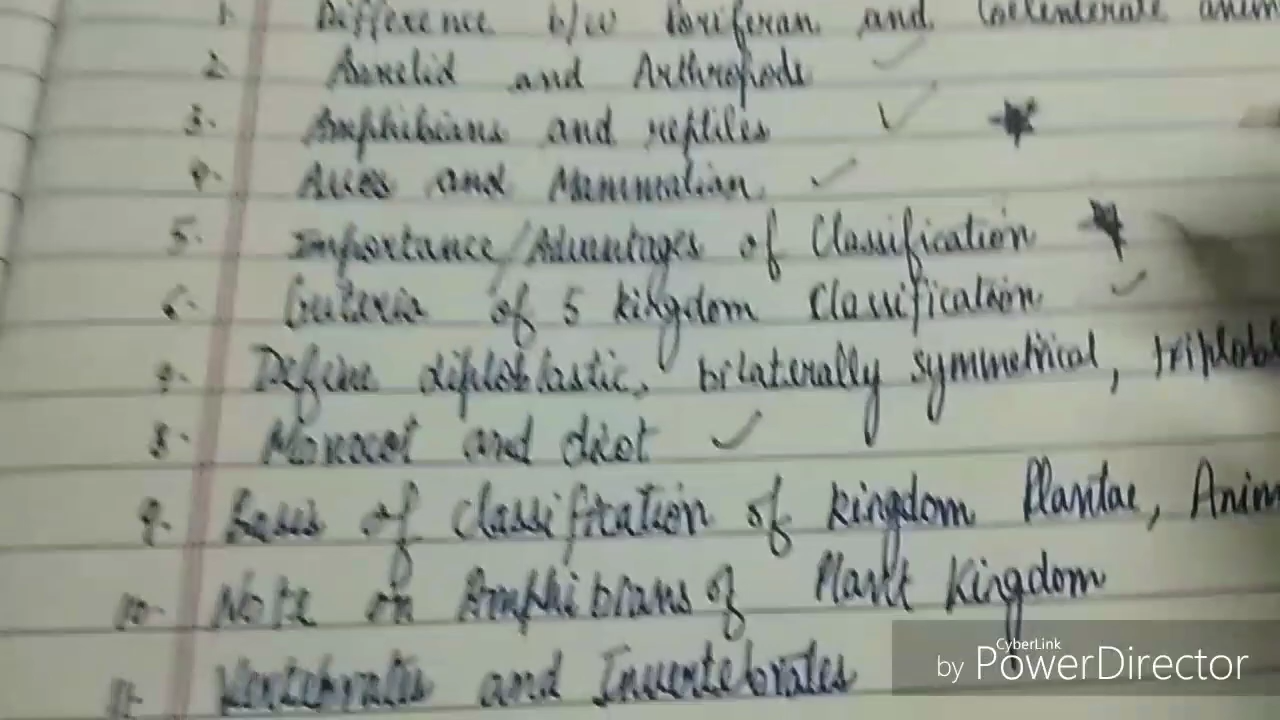 1. Difference b/w Poriferan and Coelenterate anim
2. Annelid and Arthropods
3. Amphibians and reptiles
4. Aves and Mammalian
5. Importance/Advantages of Classification
6. Criteria of 5 kingdom Classification
7. Define diplobastic, bilaterally symmetrical, triplobl
8. Monocot and dicot
9. Basis of Classification of kingdom Plantae, Anim
10. Note on Amphibians of Plant Kingdom
11. Vertebrates and Invertebrates
CyberLink
by PowerDirector